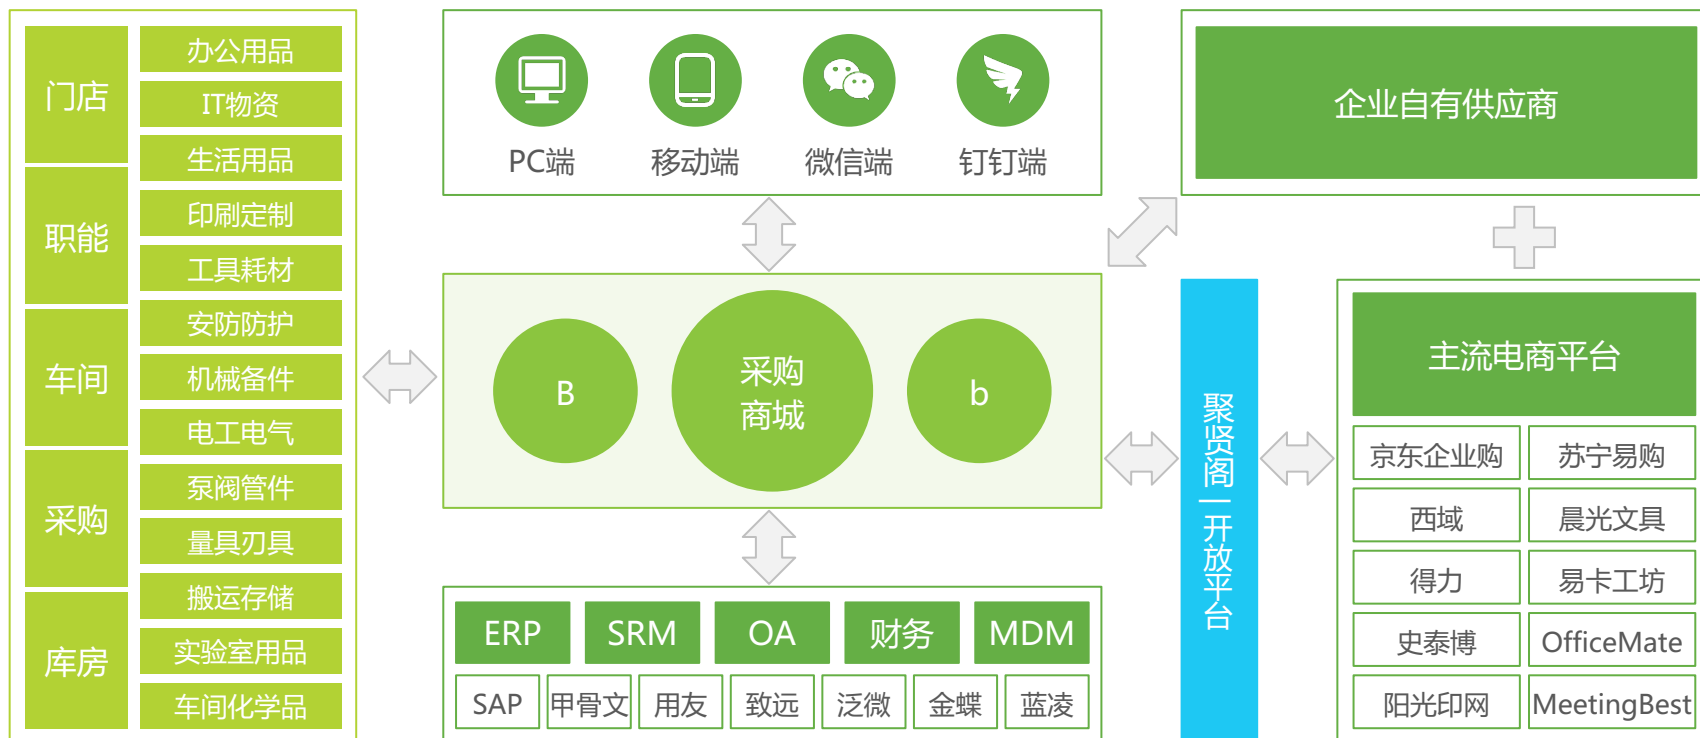 门店
职能
车间
采购
库房
办公用品
IT物资
生活用品
印刷定制
工具耗材
安防防护
机械备件
电工电气
泵阀管件
量具刃具
搬运存储
实验室用品
车间化学品
PC端
移动端
微信端
钉钉端
B
采购
商城
b
ERP
SRM
OA
财务
MDM
SAP
甲骨文
用友
致远
泛微
金蝶
蓝凌
聚贤阁|开放平台
企业自有供应商
主流电商平台
京东企业购
苏宁易购
西域
晨光文具
得力
易卡工坊
史泰博
OfficeMate
阳光印网
MeetingBest